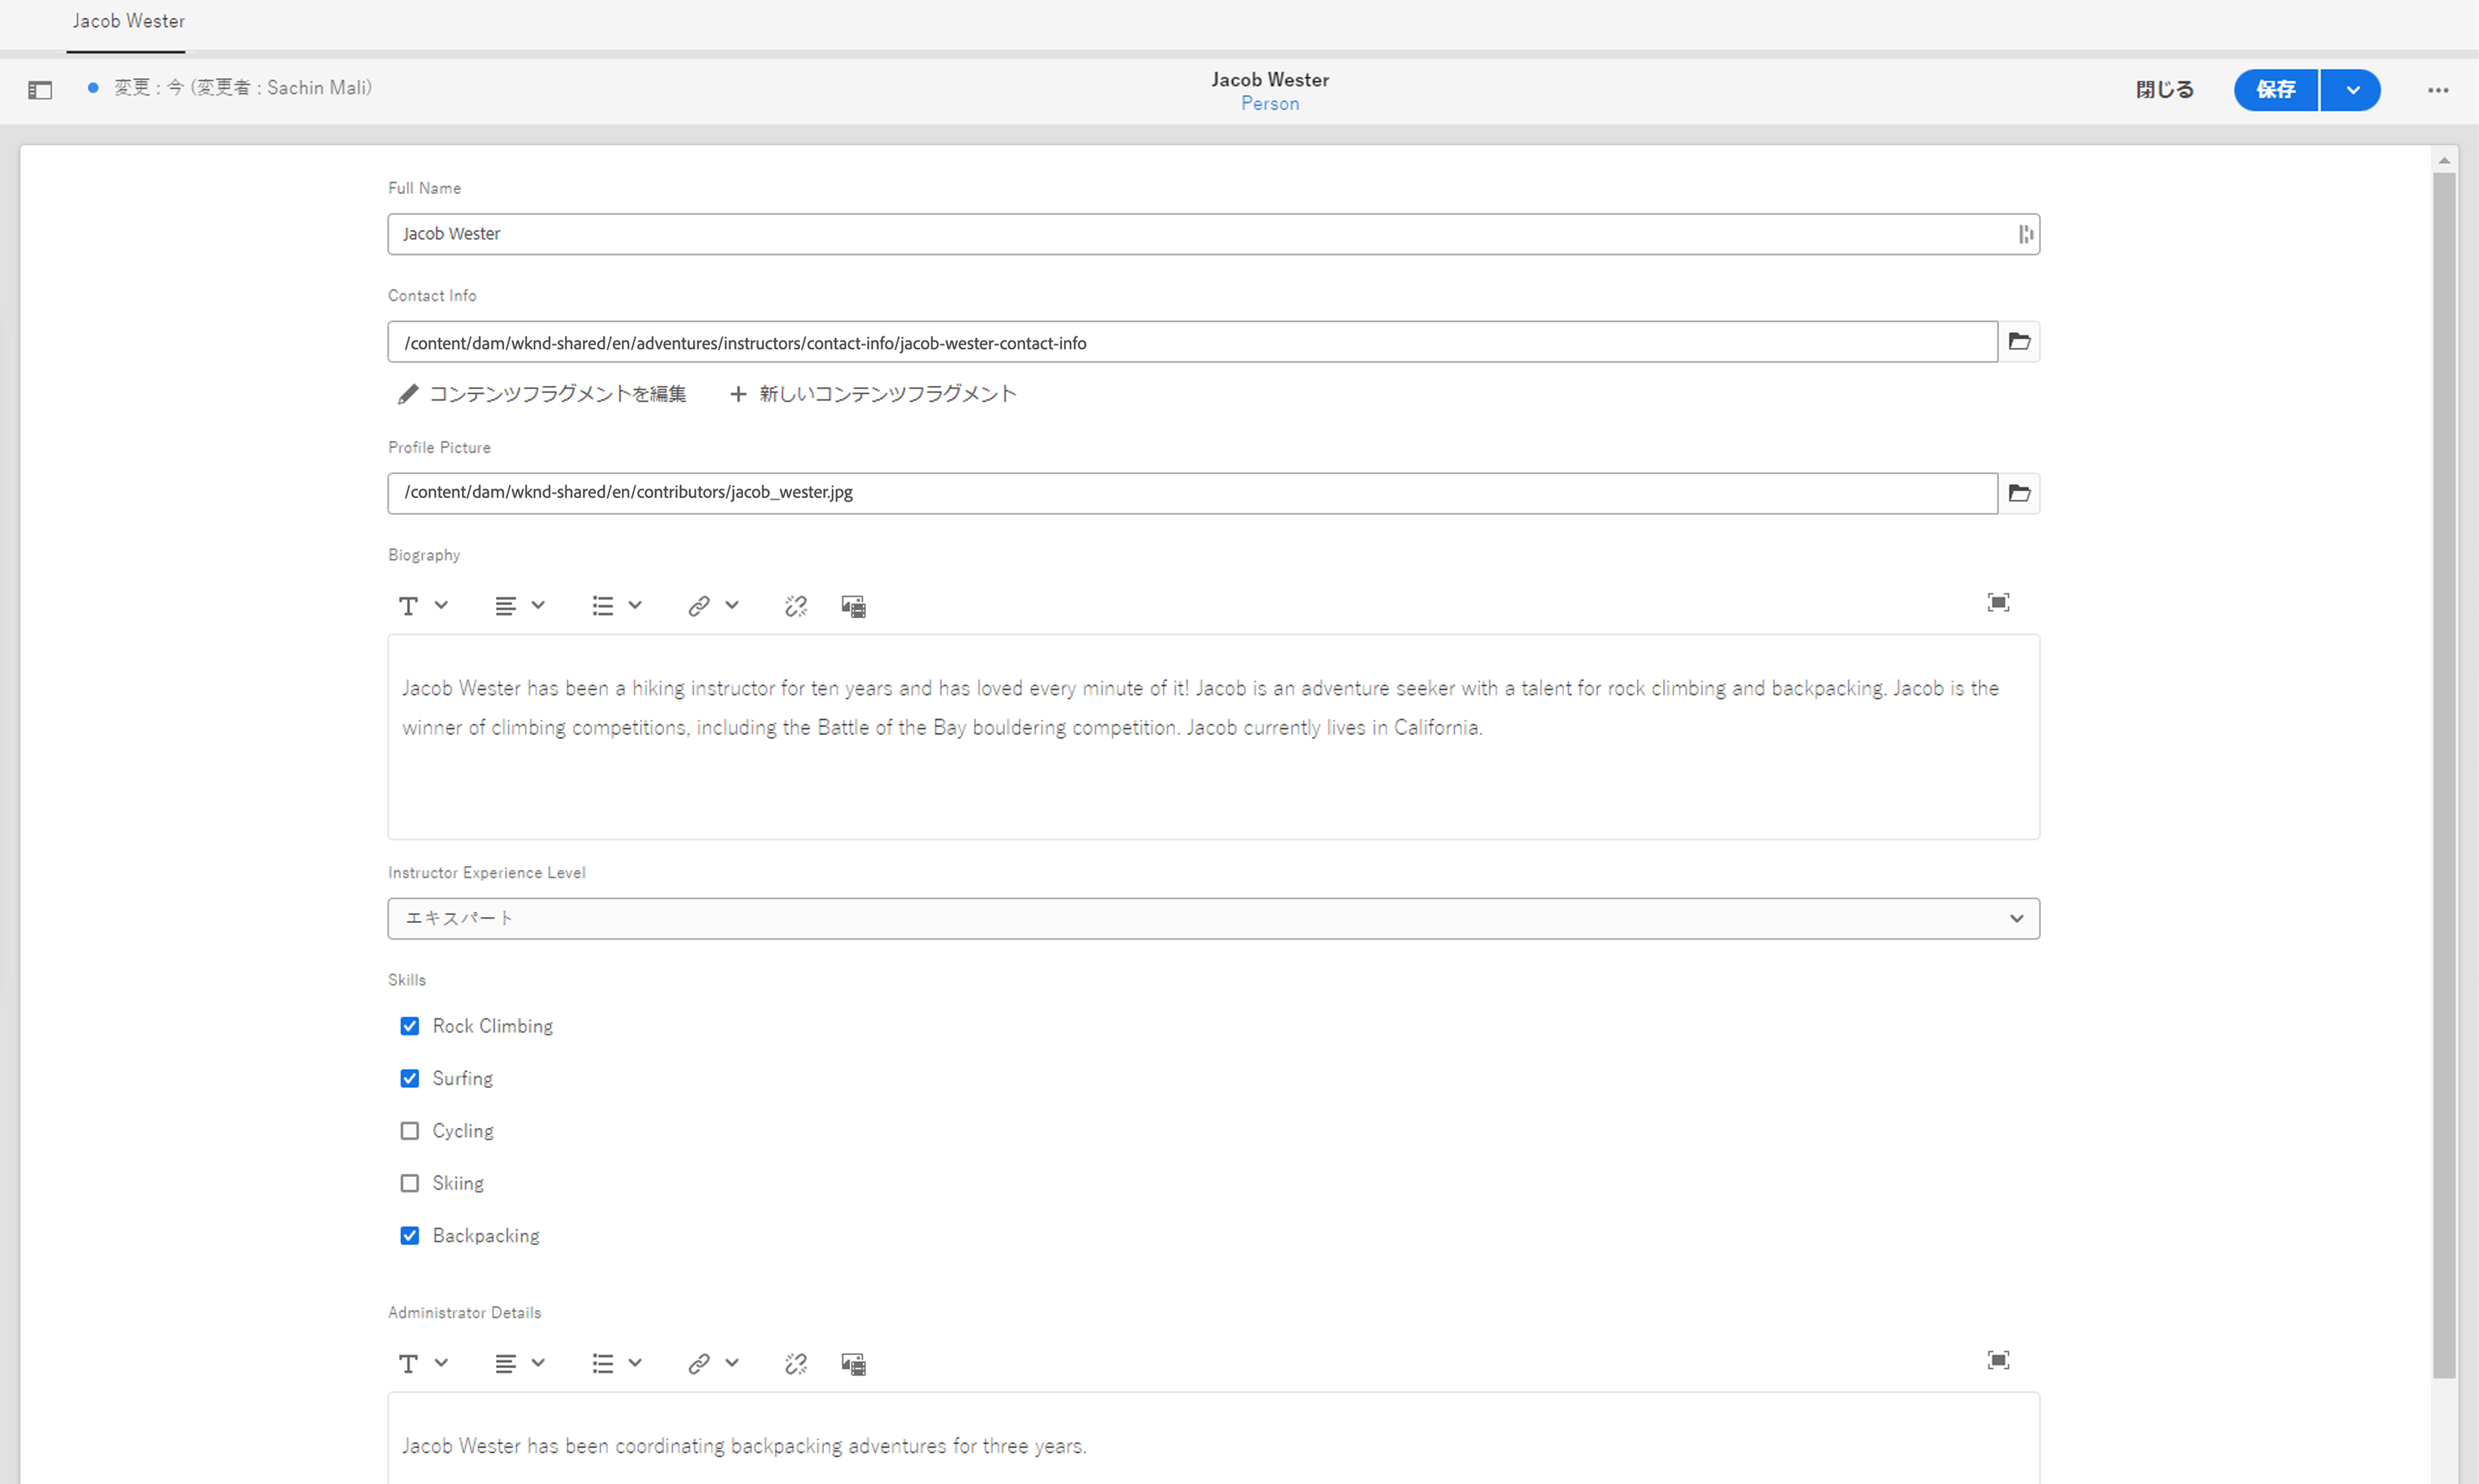 Jacob Wester
変更 : 今 (変更者 : Sachin Mali)
Jacob Wester
Person
閉じる
保存
Full Name
Jacob Wester
Contact Info
/content/dam/wknd-shared/en/adventures/instructors/contact-info/jacob-wester-contact-info
コンテンツフラグメントを編集
新しいコンテンツフラグメント
Profile Picture
/content/dam/wknd-shared/en/contributors/jacob_wester.jpg
Biography
Jacob Wester has been a hiking instructor for ten years and has loved every minute of it! Jacob is an adventure seeker with a talent for rock climbing and backpacking. Jacob is the
winner of climbing competitions, including the Battle of the Bay bouldering competition. Jacob currently lives in California.
Instructor Experience Level
エキスパート
Skills
Rock Climbing
Surfing
Cycling
Skiing
Backpacking
Administrator Details
Jacob Wester has been coordinating backpacking adventures for three years.